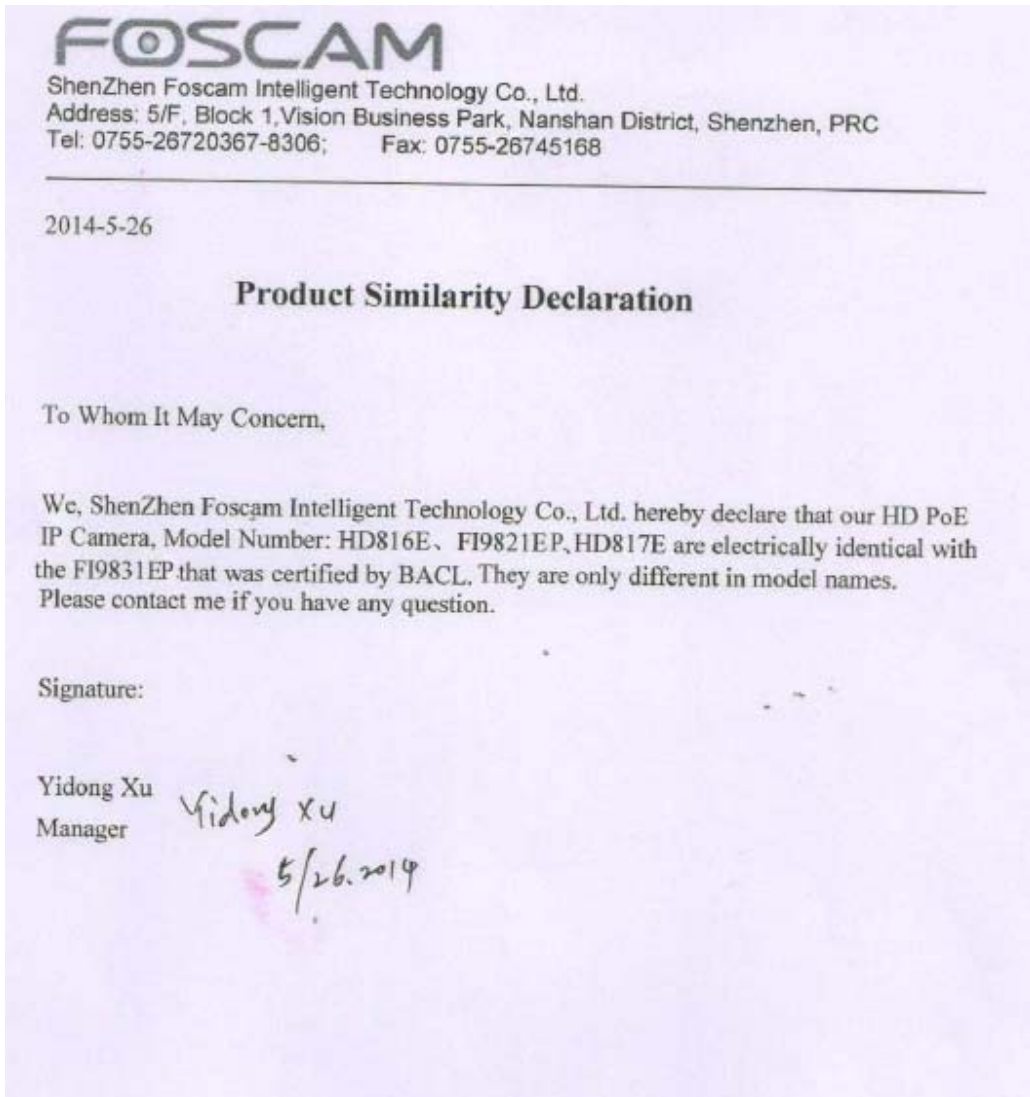 FOSCAM
ShenZhen Foscam Intelligent Technology Co., Ltd.
Address: 5/F, Block 1,Vision Business Park, Nanshan District, Shenzhen, PRC
Tel: 0755-26720367-8306; Fax: 0755-26745168
2014-5-26
Product Similarity Declaration
To Whom It May Concern,
We, ShenZhen Foscam Intelligent Technology Co., Ltd. hereby declare that our HD PoE
IP Camera, Model Number: HD816E、FI9821EP、HD817E are electrically identical with
the FI9831EP that was certified by BACL. They are only different in model names.
Please contact me if you have any question.
Signature:
Yidong Xu
Yidong Xu
Manager
5/26.2014